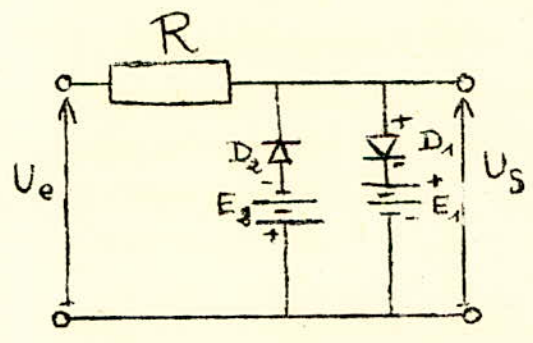 R
+
D₂ D₁
- -
Uₑ Uₛ
E₂ + E₁
+ -